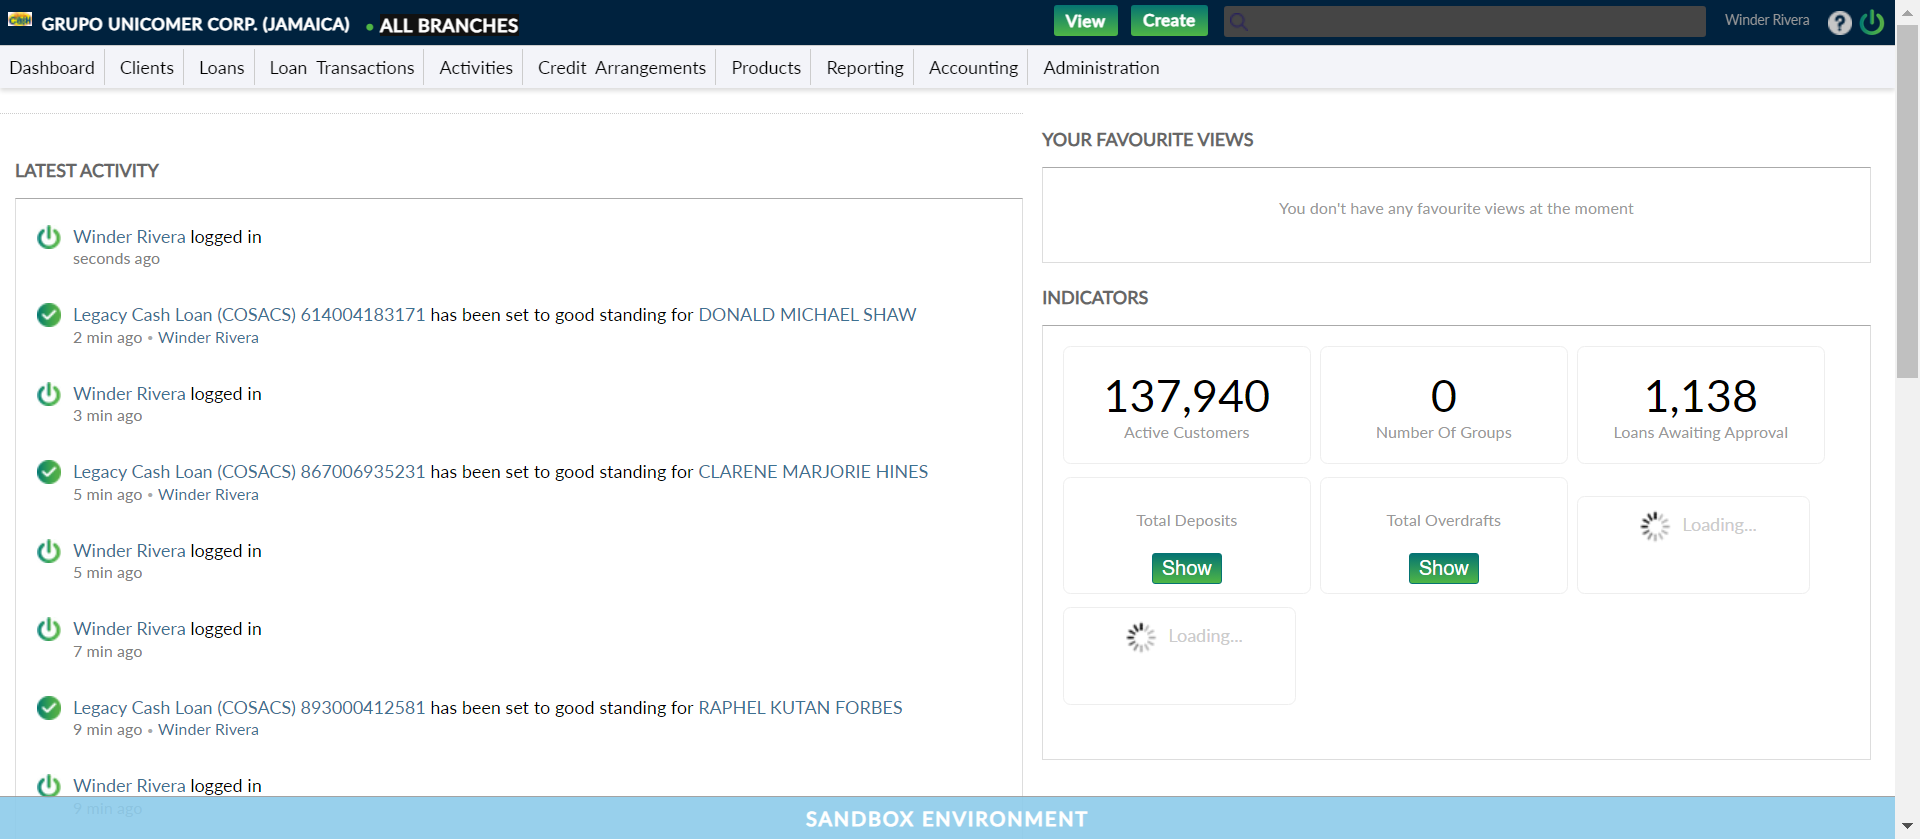 Cash GRUPO UNICOMER CORP. (JAMAICA) • ALL BRANCHES View Create Winder Rivera ?
Dashboard Clients Loans Loan Transactions Activities Credit Arrangements Products Reporting Accounting Administration
LATEST ACTIVITY
Winder Rivera logged in
seconds ago
Legacy Cash Loan (COSACS) 614004183171 has been set to good standing for DONALD MICHAEL SHAW
2 min ago • Winder Rivera
Winder Rivera logged in
3 min ago
Legacy Cash Loan (COSACS) 867006935231 has been set to good standing for CLARENE MARJORIE HINES
5 min ago • Winder Rivera
Winder Rivera logged in
5 min ago
Winder Rivera logged in
7 min ago
Legacy Cash Loan (COSACS) 893000412581 has been set to good standing for RAPHEL KUTAN FORBES
9 min ago • Winder Rivera
Winder Rivera logged in
9 min ago
YOUR FAVOURITE VIEWS
You don't have any favourite views at the moment
INDICATORS
137,940
Active Customers
0
Number Of Groups
1,138
Loans Awaiting Approval
Total Deposits
Show
Total Overdrafts
Show
Loading...
Loading...
SANDBOX ENVIRONMENT